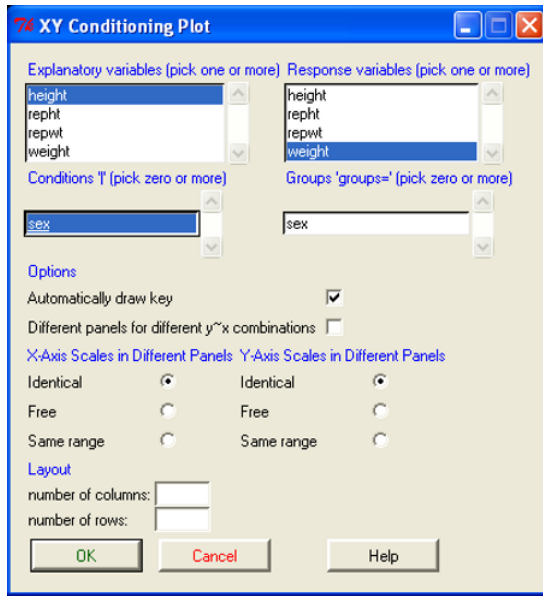 XY Conditioning Plot
Explanatory variables (pick one or more) Response variables (pick one or more)
height height
repht repht
repwt repwt
weight weight
Conditions '|' (pick zero or more) Groups 'groups=' (pick zero or more)
sex sex
Options
Automatically draw key
Different panels for different y~x combinations
X-Axis Scales in Different Panels Y-Axis Scales in Different Panels
Identical Identical
Free Free
Same range Same range
Layout
number of columns:
number of rows:
OK Cancel Help